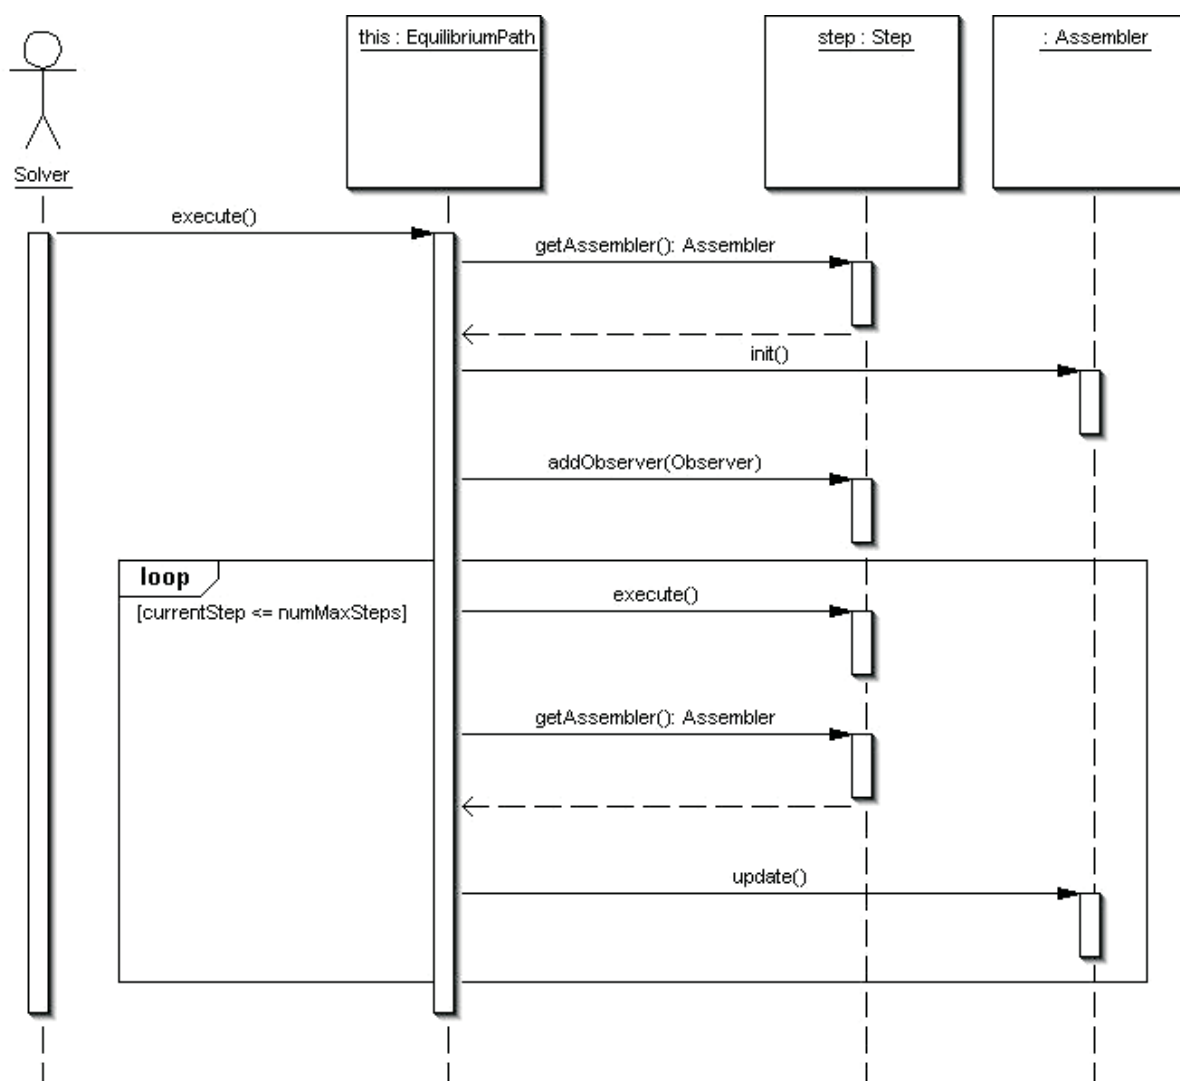 this : EquilibriumPath
step : Step
: Assembler
Solver
execute()
getAssembler(): Assembler
init()
addObserver(Observer)
loop
[currentStep <= numMaxSteps]
execute()
getAssembler(): Assembler
update()